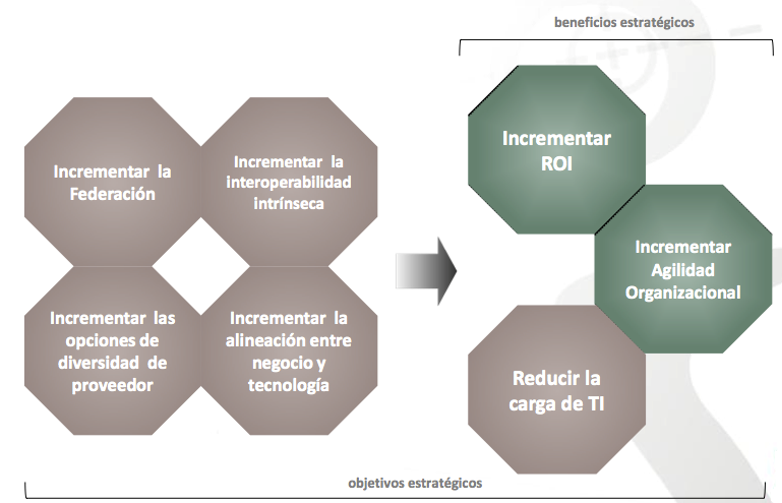 beneficios estratégicos
Incrementar la
Federación
Incrementar la
interoperabilidad
intrínseca
Incrementar las
opciones de
diversidad de
proveedor
Incrementar la
alineación entre
negocio y
tecnología
Incrementar
ROI
Incrementar
Agilidad
Organizacional
Reducir la
carga de TI
objetivos estratégicos